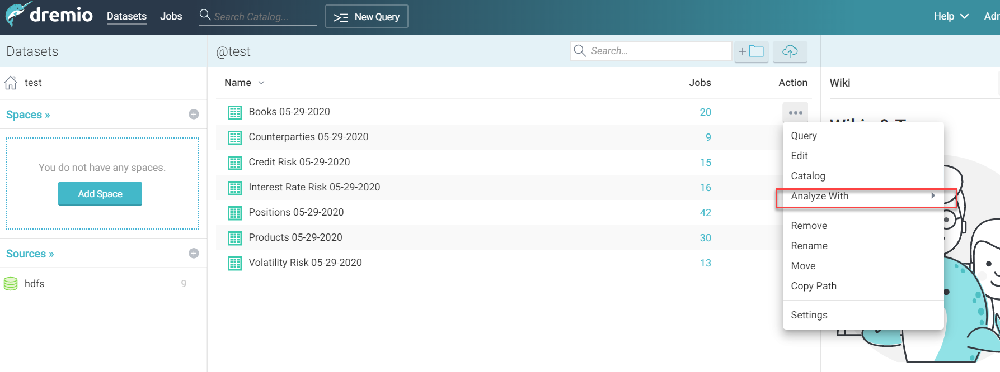 dremio Datasets Jobs Search Catalog... New Query Help
Datasets
@test
Search...
+
test
Name Jobs Action
Wiki
Spaces »
You do not have any spaces.
Add Space
Sources »
hdfs 9
Books 05-29-2020 20
Counterparties 05-29-2020 9
Credit Risk 05-29-2020 15
Interest Rate Risk 05-29-2020 16
Positions 05-29-2020 42
Products 05-29-2020 30
Volatility Risk 05-29-2020 13
Query
Edit
Catalog
Analyze With
Remove
Rename
Move
Copy Path
Settings